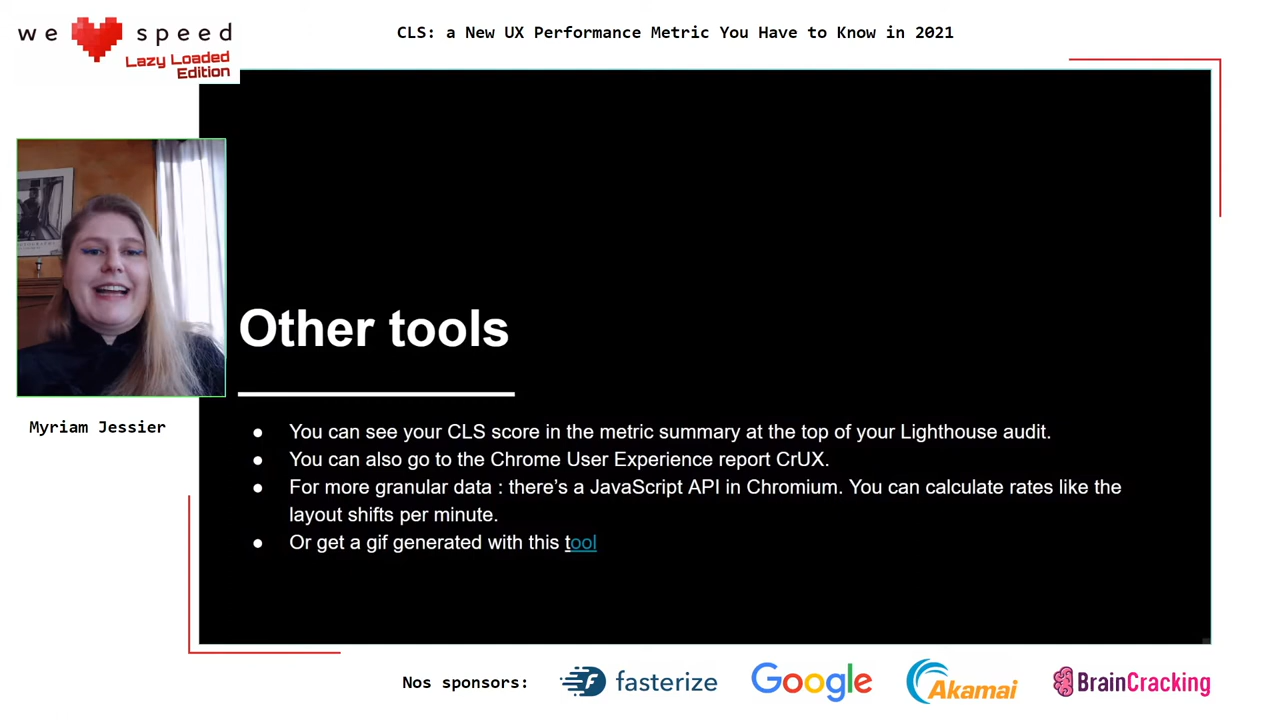 we speed
Lazy Loaded
Edition
CLS: a New UX Performance Metric You Have to Know in 2021
Myriam Jessier
Other tools
● You can see your CLS score in the metric summary at the top of your Lighthouse audit.
● You can also go to the Chrome User Experience report CrUX.
● For more granular data : there’s a JavaScript API in Chromium. You can calculate rates like the
layout shifts per minute.
● Or get a gif generated with this tool
Nos sponsors: fasterize Google Akamai BrainCracking